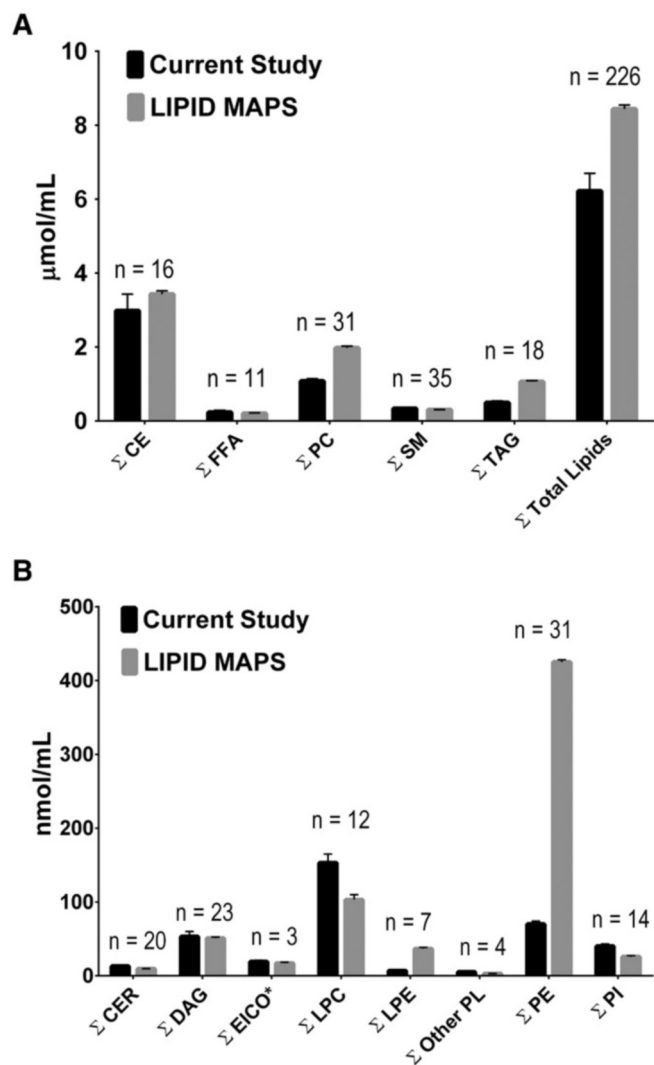 A
Current Study
LIPID MAPS
n = 226
μmol/mL
10
8
6
4
2
0
n = 16
n = 11
n = 31
n = 35
n = 18
Σ CE
Σ FFA
Σ PC
Σ SM
Σ TAG
Σ Total Lipids
B
Current Study
LIPID MAPS
nmol/mL
500
400
300
200
100
0
n = 20
n = 23
n = 3
n = 12
n = 7
n = 4
n = 31
n = 14
Σ CER
Σ DAG
Σ EICO*
Σ LPC
Σ LPE
Σ Other PL
Σ PE
Σ PI